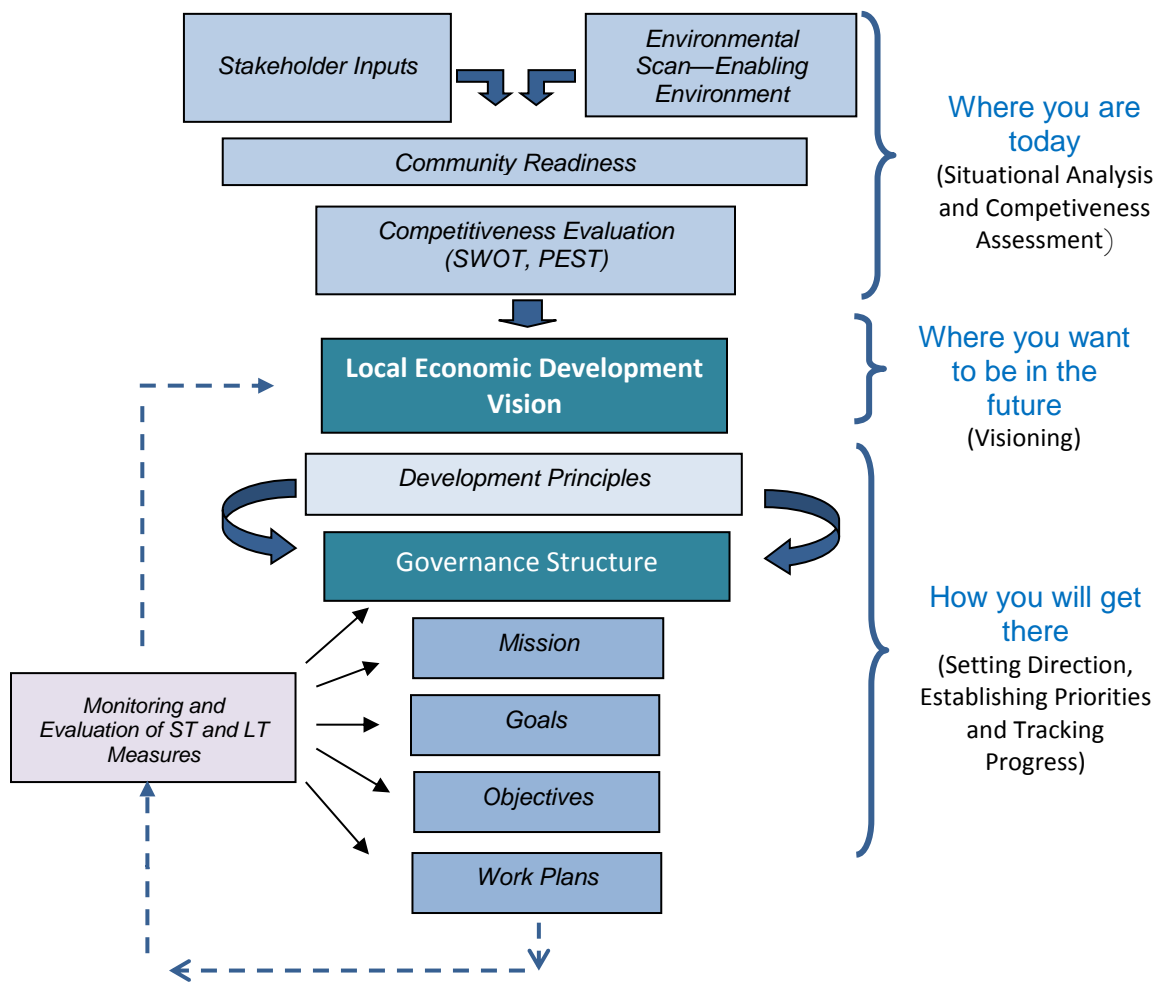 Stakeholder Inputs
Environmental
Scan—Enabling
Environment
Community Readiness
Competitiveness Evaluation
(SWOT, PEST)
Where you are
today
(Situational Analysis
and Competiveness
Assessment)
Local Economic Development
Vision
Where you want
to be in the
future
(Visioning)
Development Principles
Governance Structure
Mission
Goals
Objectives
Work Plans
Monitoring and
Evaluation of ST and LT
Measures
How you will get
there
(Setting Direction,
Establishing Priorities
and Tracking
Progress)